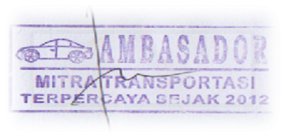 AMBASADOR
MITRA TRANSPORTASI
TERPERCAYA SEJAK 2012